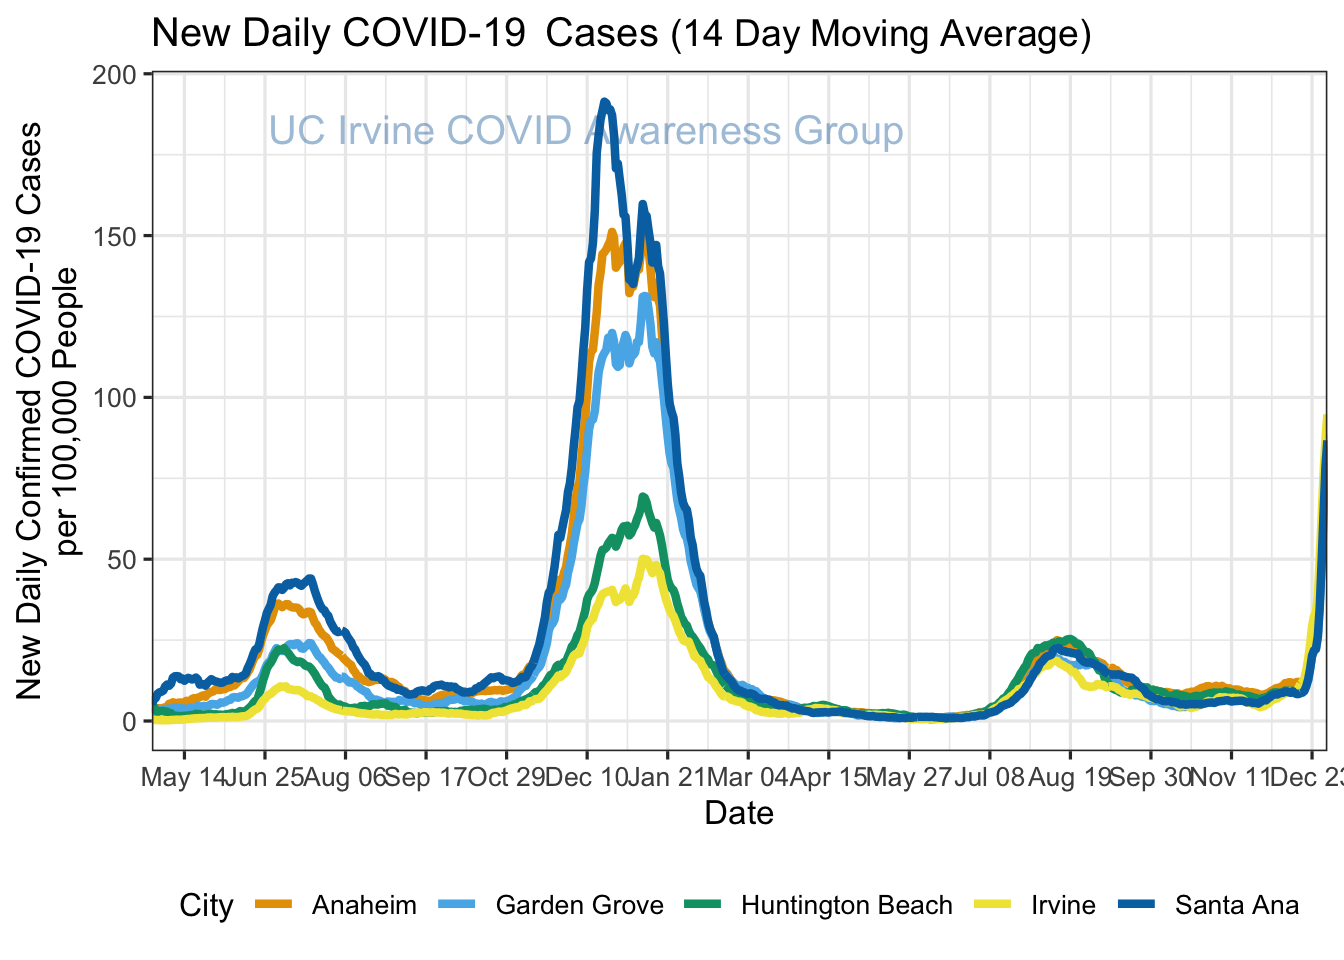 New Daily COVID-19  Cases (14 Day Moving Average)
UC Irvine COVID Awareness Group
New Daily Confirmed COVID-19 Cases
per 100,000 People
200
150
100
50
0
May 14 Jun 25 Aug 06 Sep 17 Oct 29 Dec 10 Jan 21 Mar 04 Apr 15 May 27 Jul 08 Aug 19 Sep 30 Nov 11 Dec 23
Date
City Anaheim Garden Grove Huntington Beach Irvine Santa Ana